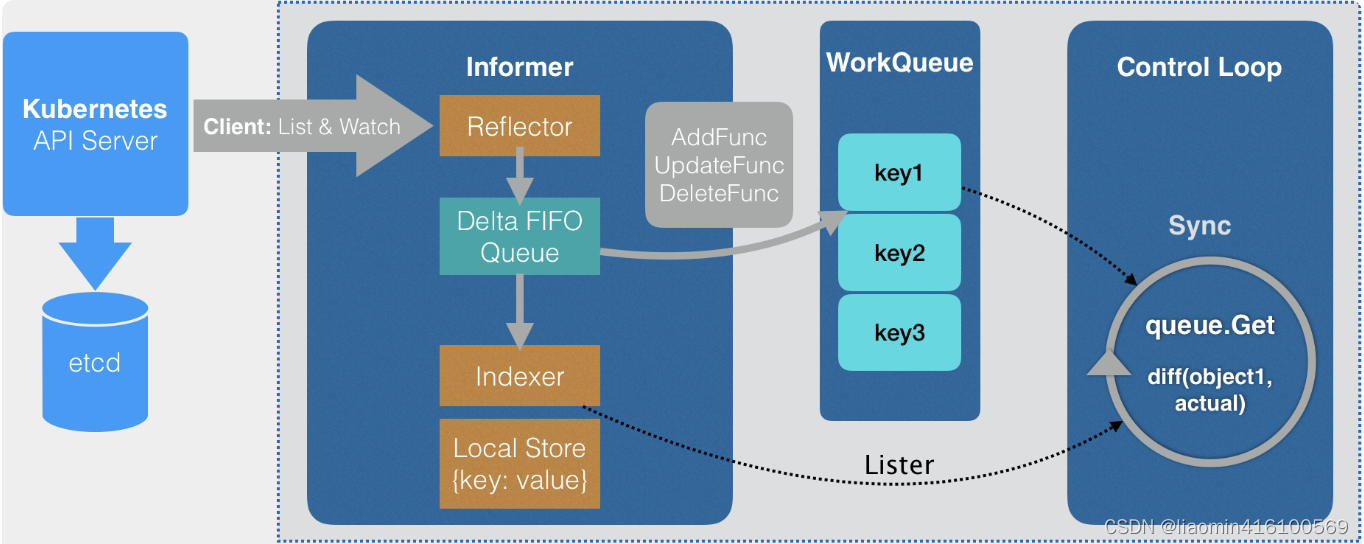 Kubernetes
API Server
etcd
Client: List & Watch
Informer
Reflector
Delta FIFO
Queue
Indexer
Local Store
{key: value}
AddFunc
UpdateFunc
DeleteFunc
WorkQueue
key1
key2
key3
Lister
Control Loop
Sync
queue.Get
diff(object1,
actual)
CSDN @liaomin416100569